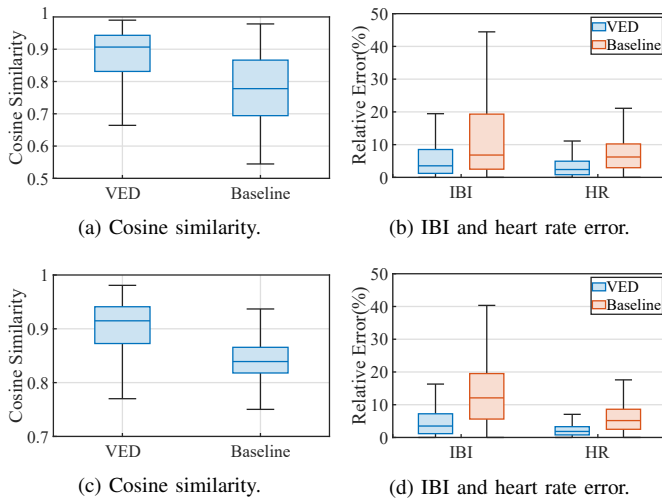 Cosine Similarity
1
0.9
0.8
0.7
0.6
0.5
VED
Baseline
(a) Cosine similarity.
Relative Error(%)
50
40
30
20
10
0
IBI
HR
VED
Baseline
(b) IBI and heart rate error.
Cosine Similarity
1
0.9
0.8
0.7
VED
Baseline
(c) Cosine similarity.
Relative Error(%)
50
40
30
20
10
0
IBI
HR
VED
Baseline
(d) IBI and heart rate error.